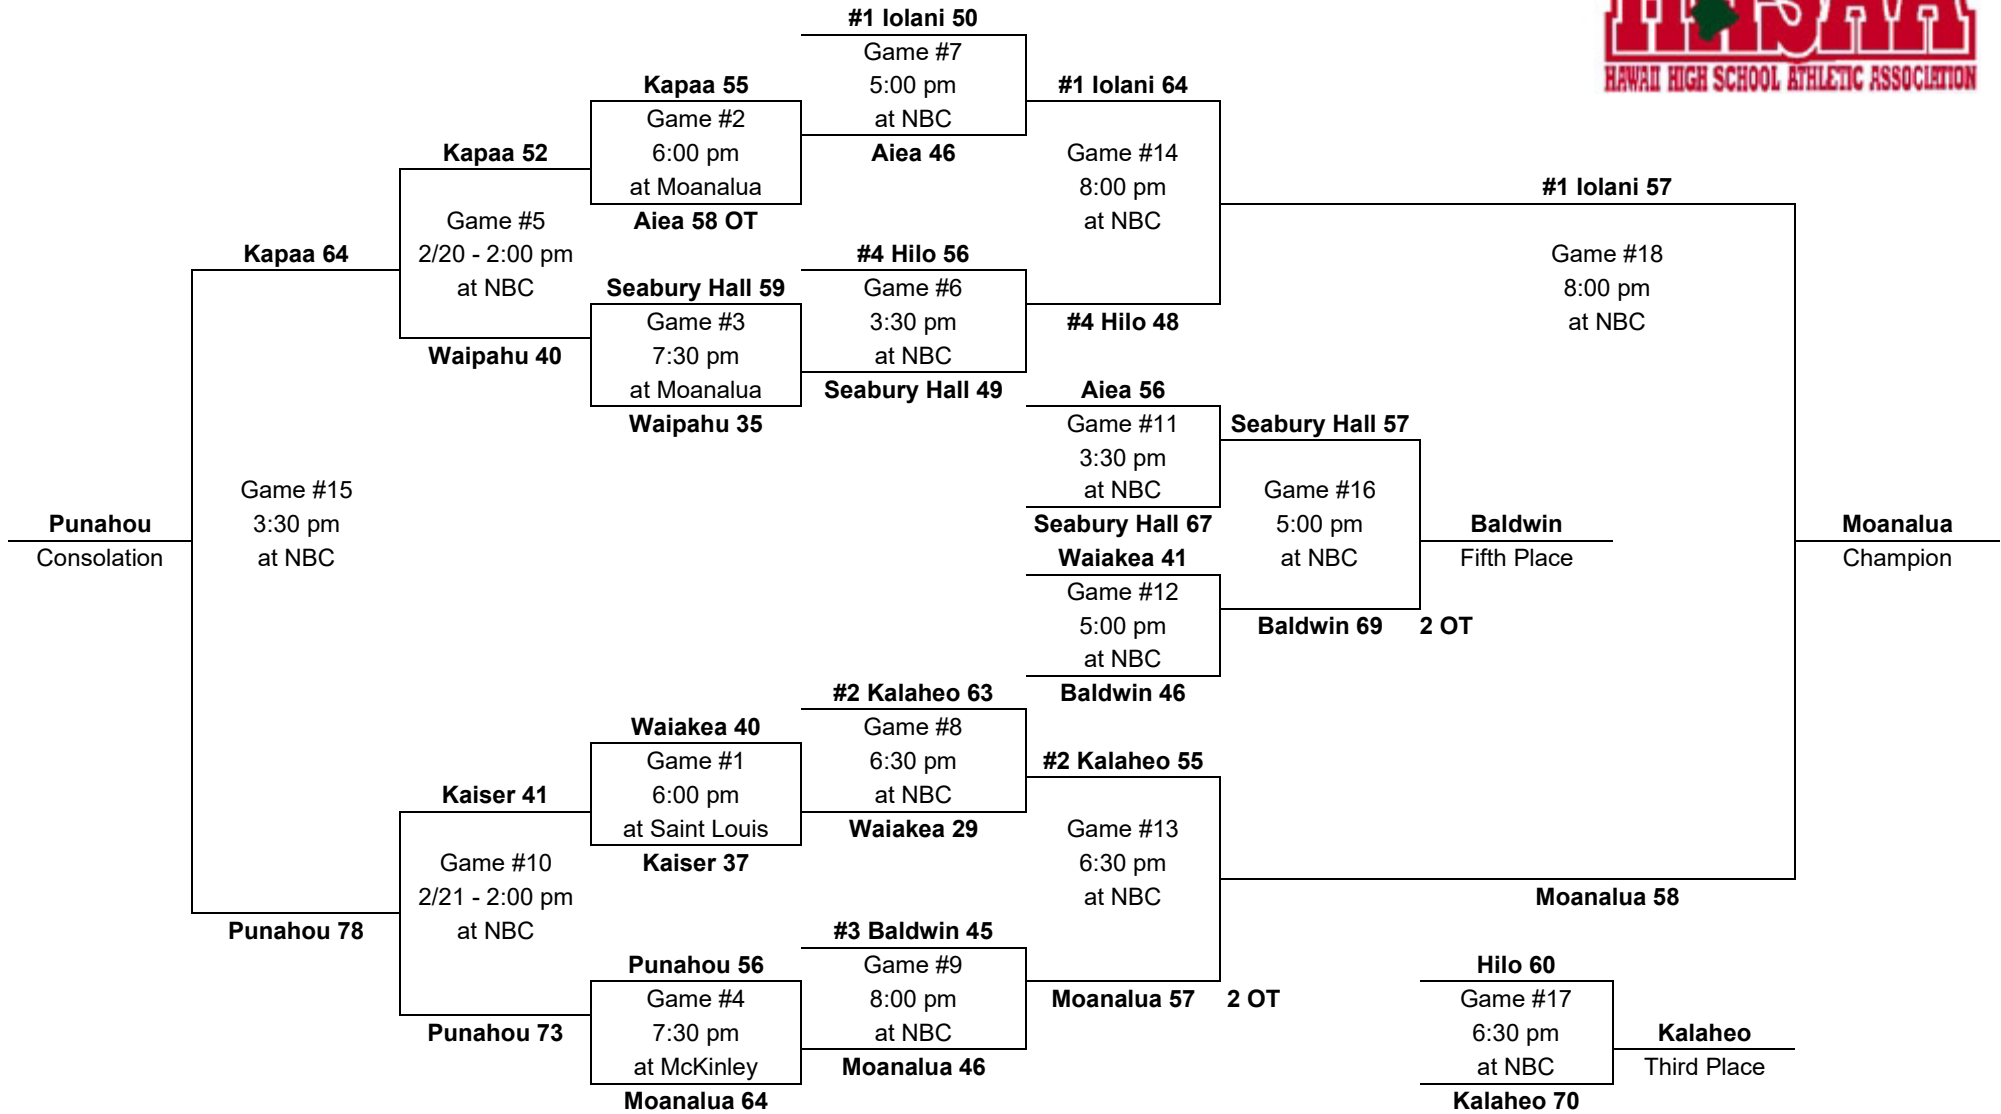 #1 Iolani 50
Game #7
5:00 pm
at NBC
Aiea 46
HHSAA
HAWAII HIGH SCHOOL ATHLETIC ASSOCIATION
Kapaa 55
Game #2
6:00 pm
at Moanalua
Aiea 58 OT
#1 Iolani 64
Game #14
8:00 pm
at NBC
#4 Hilo 48
Kapaa 52
Game #5
2/20 - 2:00 pm
at NBC
Waipahu 40
#1 Iolani 57
Game #18
8:00 pm
at NBC
Moanalua 58
Kapaa 64
Game #15
3:30 pm
at NBC
Punahou 78
#4 Hilo 56
Game #6
3:30 pm
at NBC
Seabury Hall 49
Seabury Hall 59
Game #3
7:30 pm
at Moanalua
Waipahu 35
Aiea 56
Game #11
3:30 pm
at NBC
Seabury Hall 67
Seabury Hall 57
Game #16
5:00 pm
at NBC
Baldwin 69 2 OT
Punahou
Consolation
Baldwin
Fifth Place
Moanalua
Champion
Waiakea 41
Game #12
5:00 pm
at NBC
Baldwin 46
#2 Kalaheo 63
Game #8
6:30 pm
at NBC
Waiakea 29
Waiakea 40
Game #1
6:00 pm
at Saint Louis
Kaiser 37
#2 Kalaheo 55
Game #13
6:30 pm
at NBC
Moanalua 57 2 OT
Kaiser 41
Game #10
2/21 - 2:00 pm
at NBC
Punahou 73
#3 Baldwin 45
Game #9
8:00 pm
at NBC
Moanalua 46
Punahou 56
Game #4
7:30 pm
at McKinley
Moanalua 64
Hilo 60
Game #17
6:30 pm
at NBC
Kalaheo 70
Kalaheo
Third Place